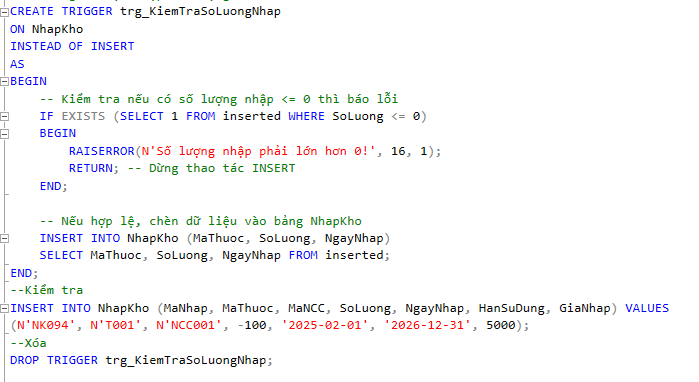 CREATE TRIGGER trg_KiemTraSoLuongNhap
ON NhapKho
INSTEAD OF INSERT
AS
BEGIN
-- Kiểm tra nếu có số lượng nhập <= 0 thì báo lỗi
IF EXISTS (SELECT 1 FROM inserted WHERE SoLuong <= 0)
BEGIN
RAISERROR(N'Số lượng nhập phải lớn hơn 0!', 16, 1);
RETURN; -- Dừng thao tác INSERT
END;
-- Nếu hợp lệ, chèn dữ liệu vào bảng NhapKho
INSERT INTO NhapKho (MaThuoc, SoLuong, NgayNhap)
SELECT MaThuoc, SoLuong, NgayNhap FROM inserted;
END;
--Kiểm tra
INSERT INTO NhapKho (MaNhap, MaThuoc, MaNCC, SoLuong, NgayNhap, HanSuDung, GiaNhap) VALUES
(N'NK094', N'T001', N'NCC001', -100, '2025-02-01', '2026-12-31', 5000);
--Xóa
DROP TRIGGER trg_KiemTraSoLuongNhap;